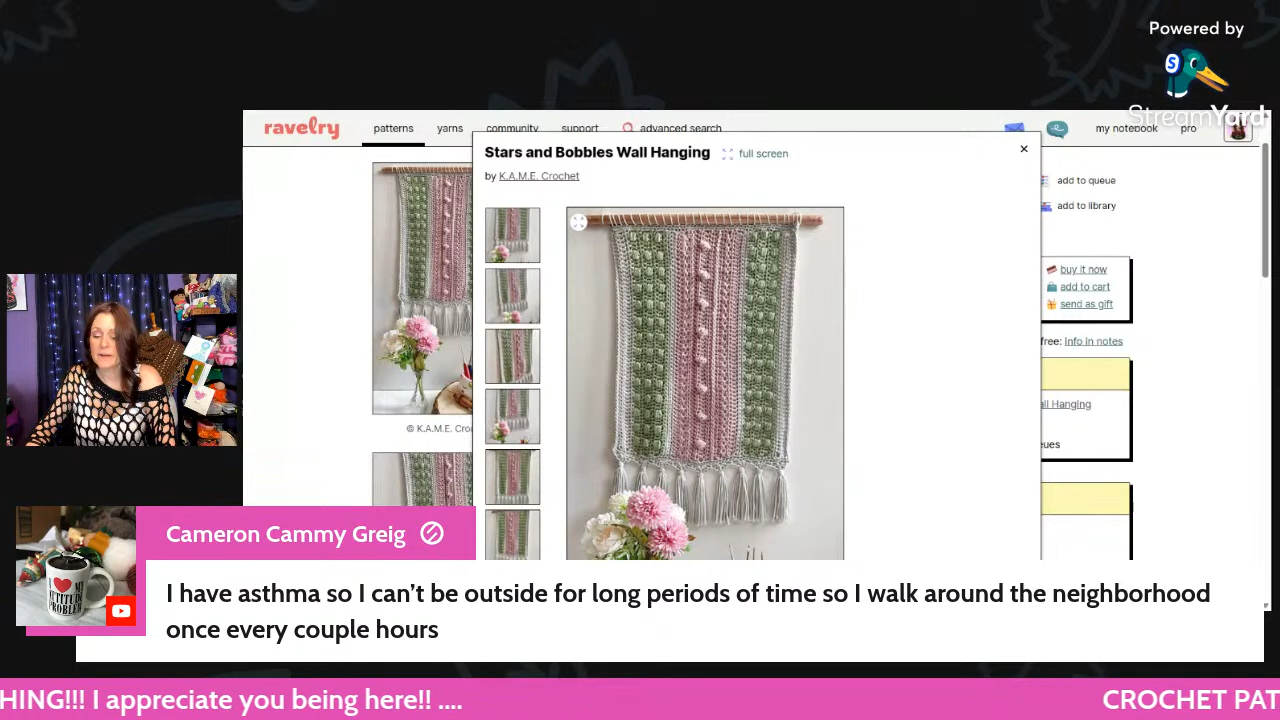 Powered by
StreamYard
ravelry
patterns yarns community support advanced search my notebook pro
Stars and Bobbles Wall Hanging full screen
by K.A.M.E. Crochet
add to queue
add to library
buy it now
add to cart
send as gift
free: info in notes
Hanging
© K.A.M.E.
I ❤ MY
ATTITUDE
PROBLEM
Cameron Cammy Greig
I have asthma so I can’t be outside for long periods of time so I walk around the neighborhood
once every couple hours
HING!!! I appreciate you being here!! .... CROCHET PAT